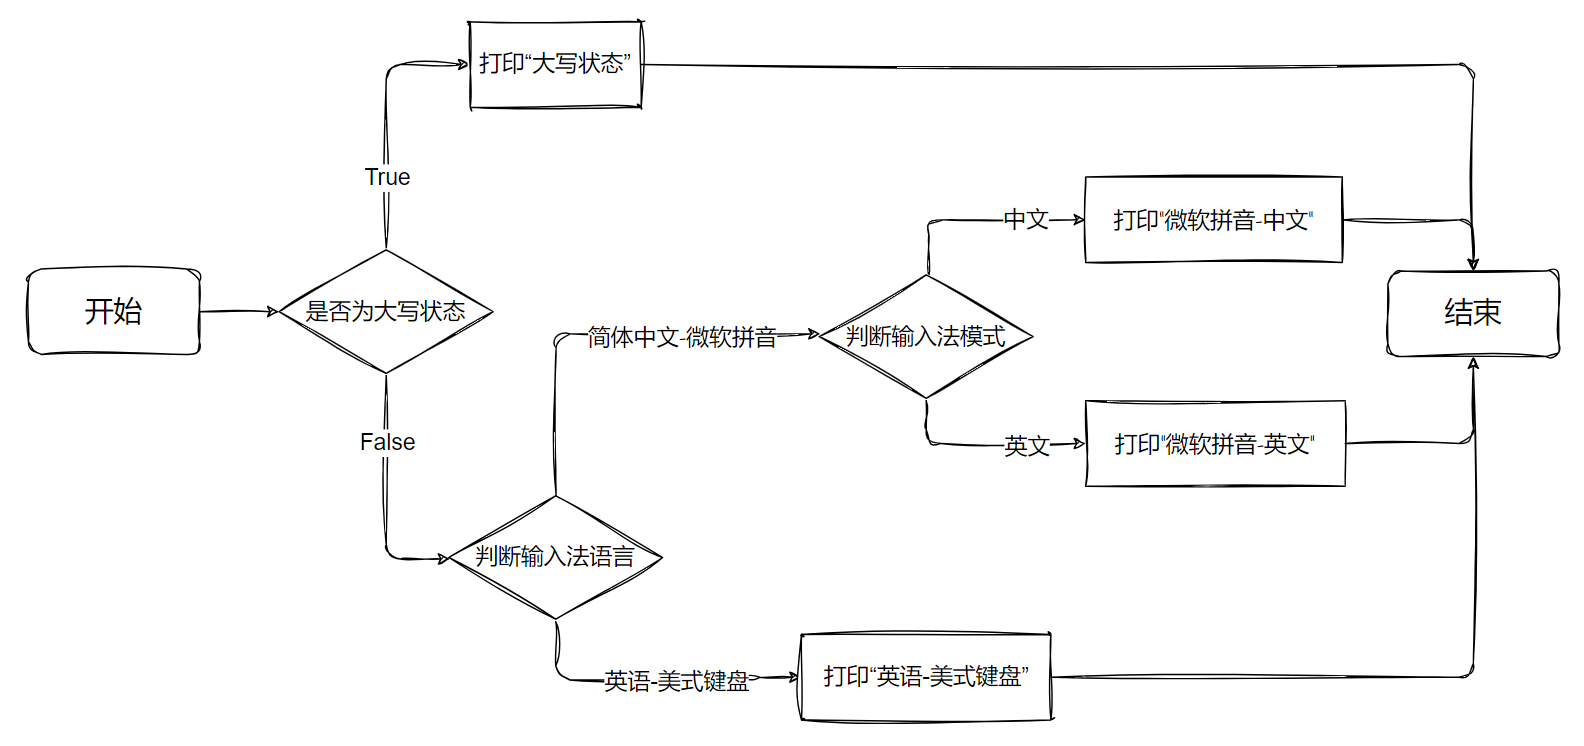 打印“大写状态”
True
中文
打印"微软拼音-中文"
开始
是否为大写状态
结束
简体中文-微软拼音
判断输入法模式
False
英文
打印"微软拼音-英文"
判断输入法语言
英语-美式键盘
打印“英语-美式键盘”